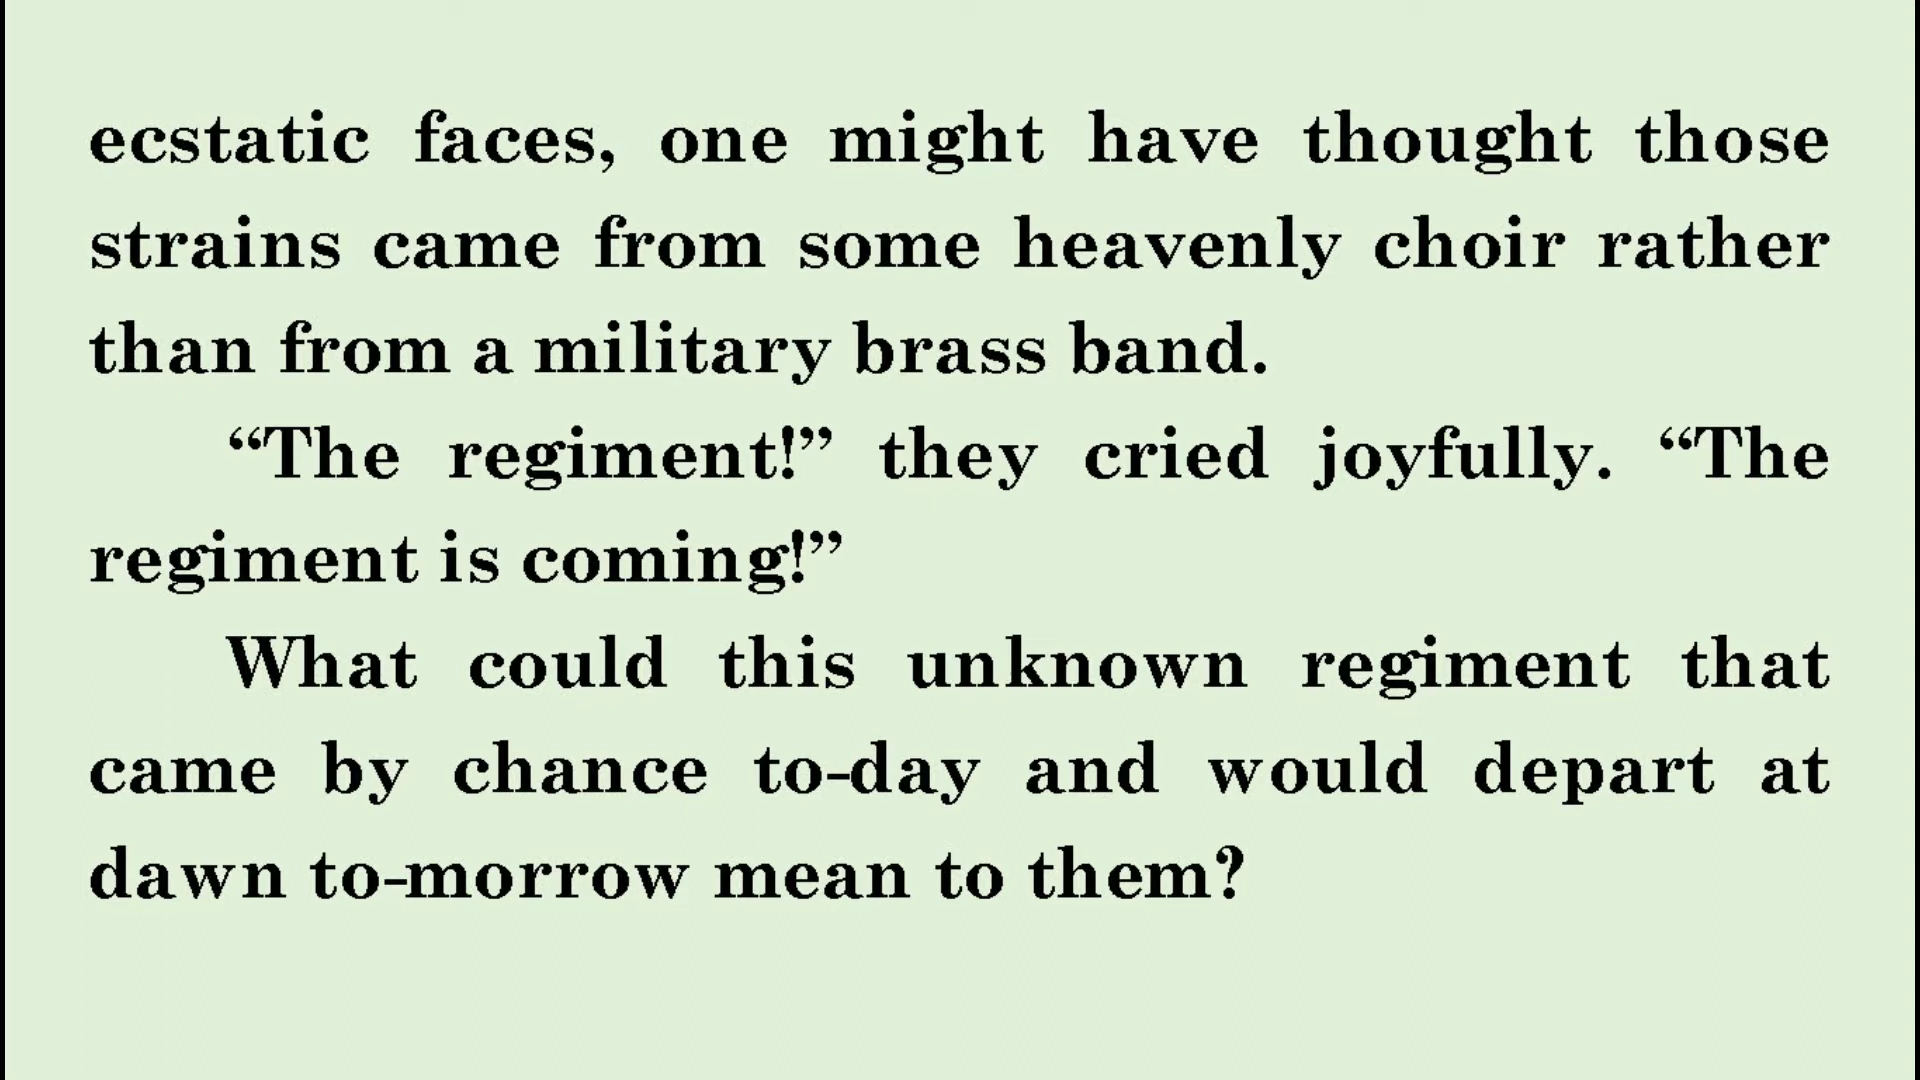 ecstatic faces, one might have thought those
strains came from some heavenly choir rather
than from a military brass band.
“The regiment!” they cried joyfully. “The
regiment is coming!”
What could this unknown regiment that
came by chance to-day and would depart at
dawn to-morrow mean to them?